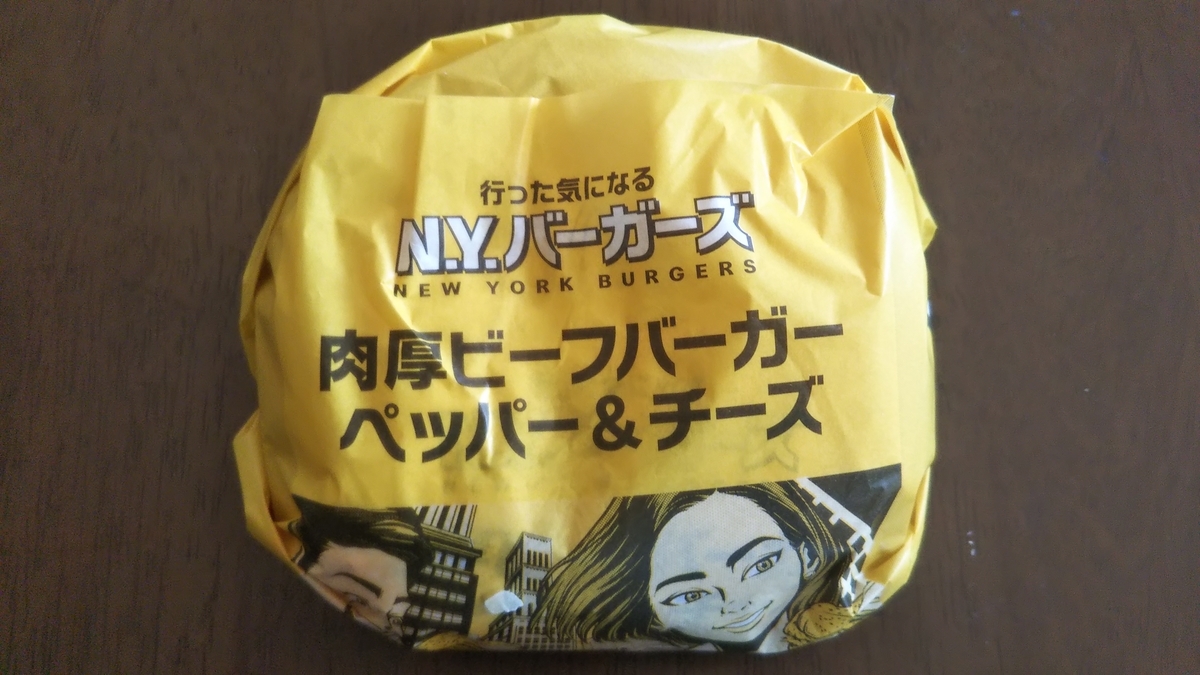 行った気になる
N.Y.バーガーズ
NEW YORK BURGERS
肉厚ビーフバーガー
ペッパー&チーズ